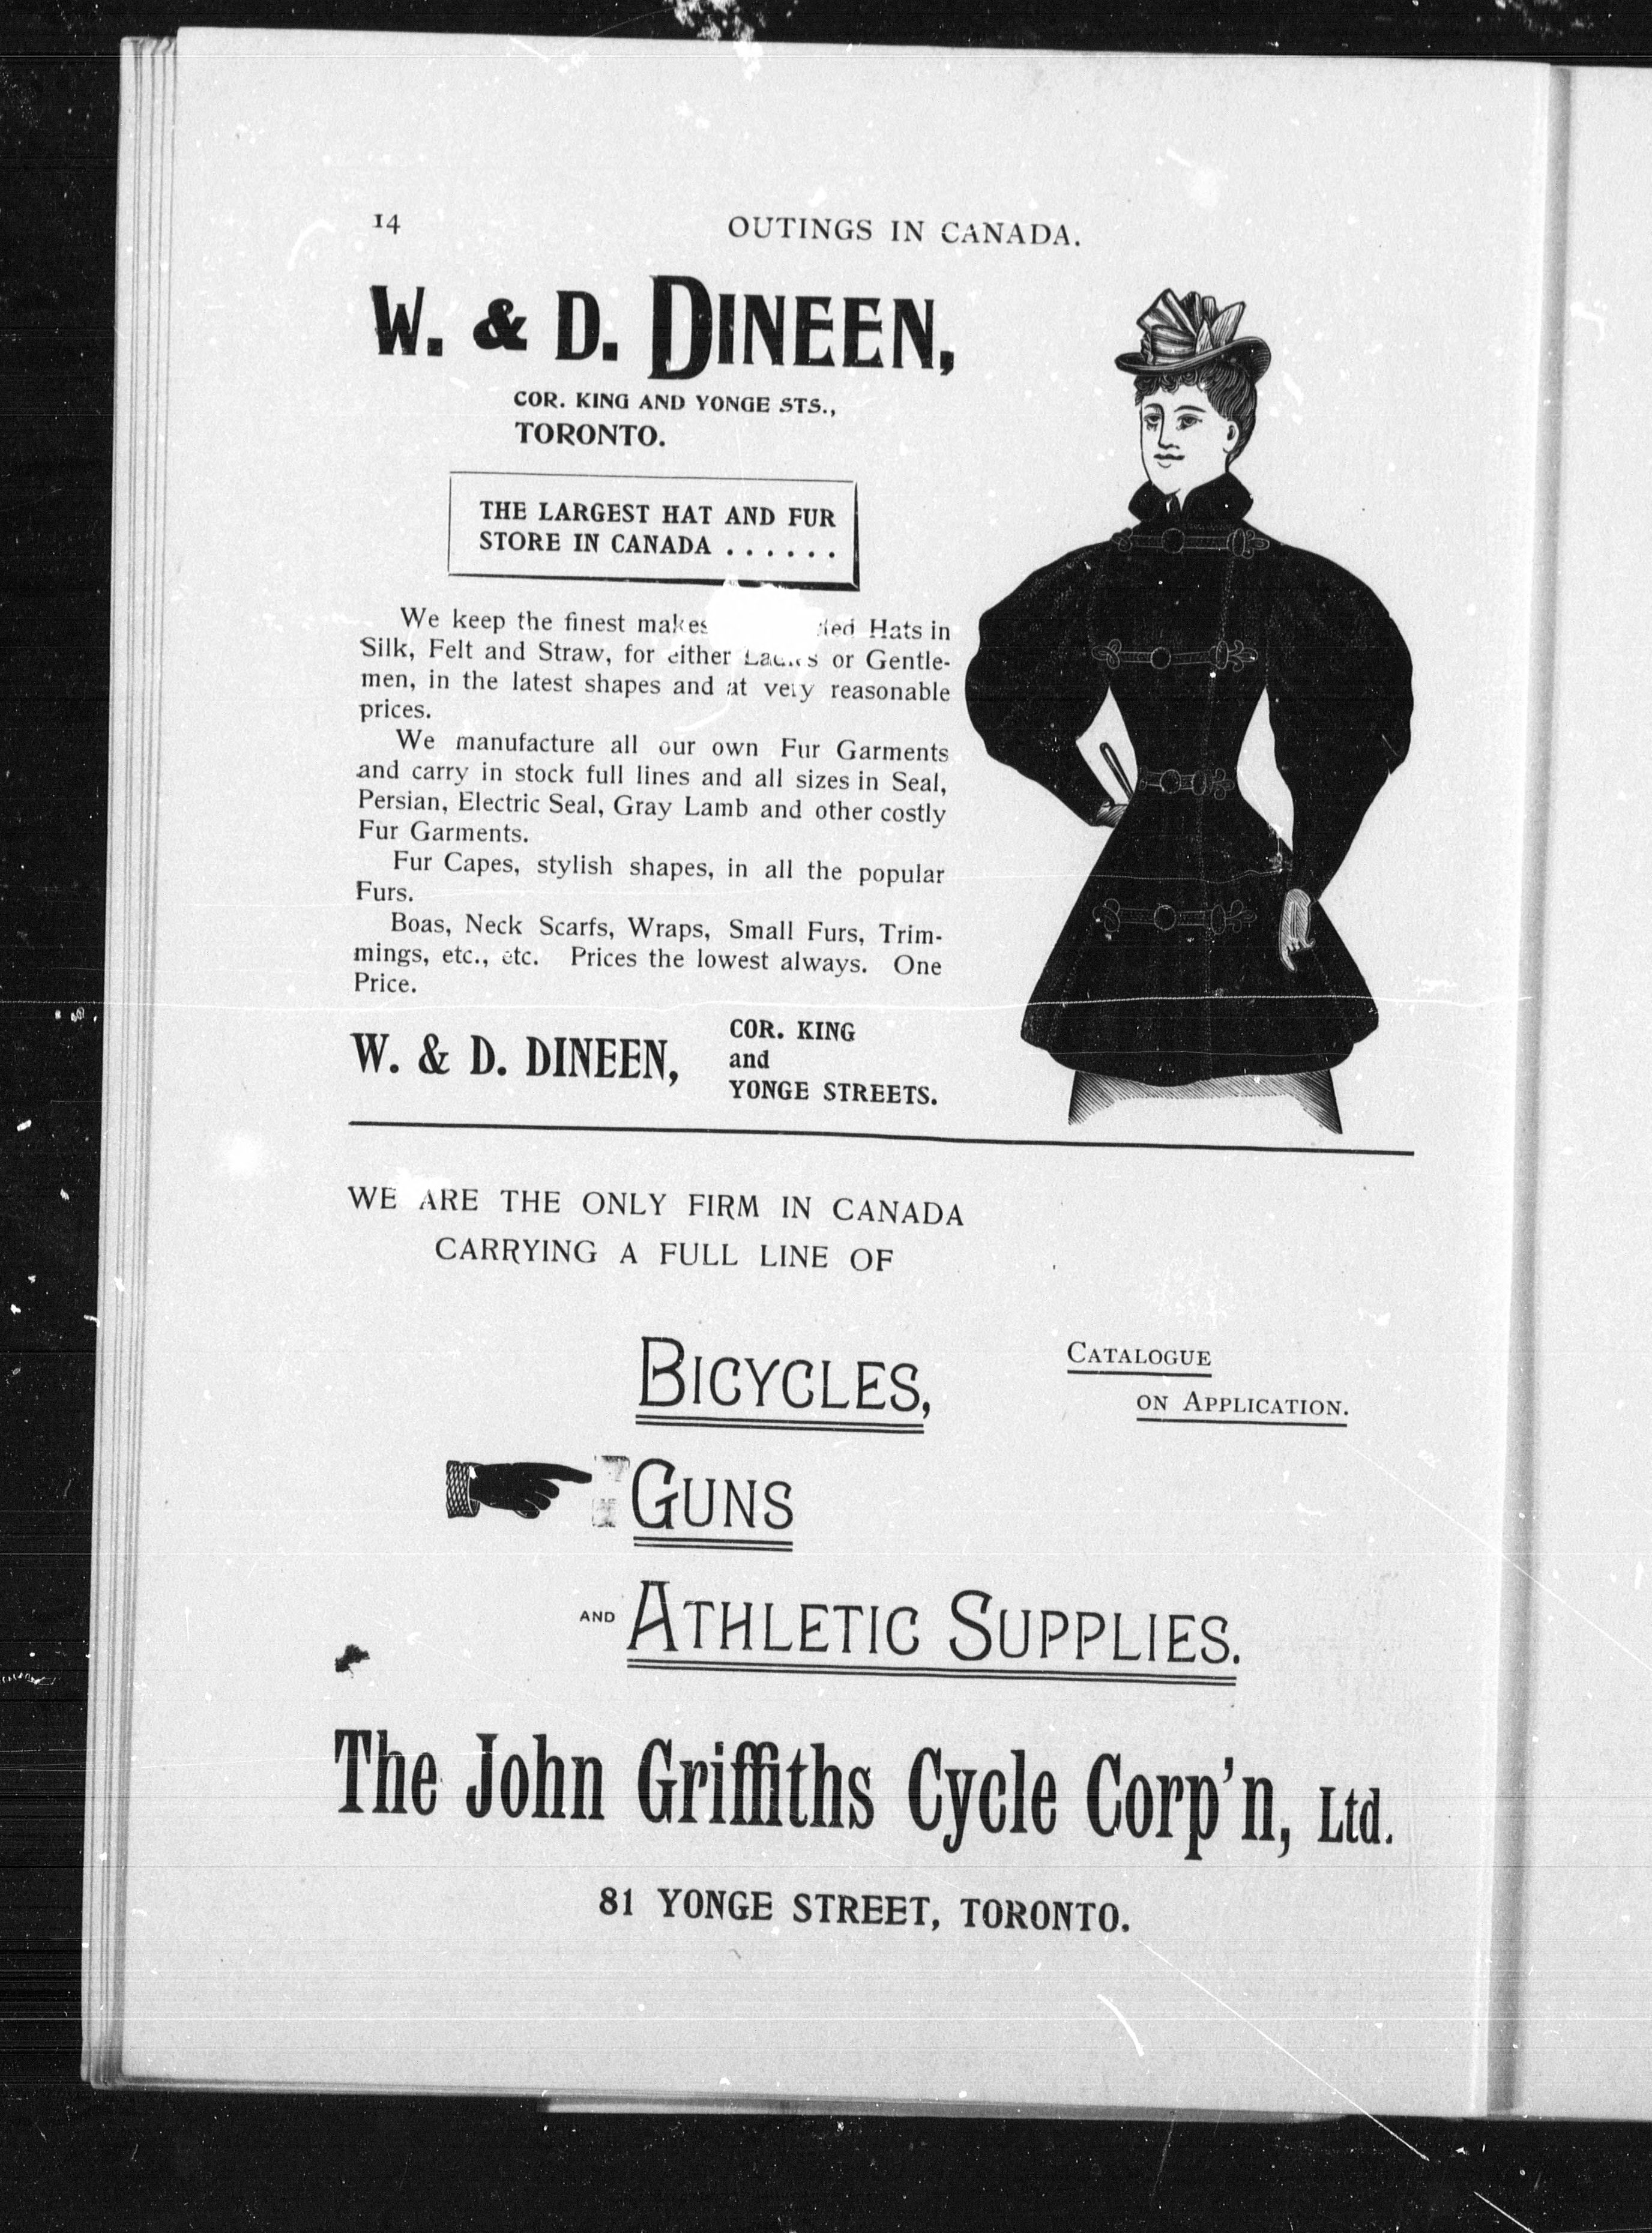 14
OUTINGS IN CANADA.
W. & D. DINEEN,
COR. KING AND YONGE STS.,
TORONTO.
THE LARGEST HAT AND FUR
STORE IN CANADA . . . . . .
We keep the finest makes Hats in
Silk, Felt and Straw, for either Ladies or Gentle-
men, in the latest shapes and at very reasonable
prices.
We manufacture all our own Fur Garments
and carry in stock full lines and all sizes in Seal,
Persian, Electric Seal, Gray Lamb and other costly
Fur Garments.
Fur Capes, stylish shapes, in all the popular
Furs.
Boas, Neck Scarfs, Wraps, Small Furs, Trim-
mings, etc., etc. Prices the lowest always. One
Price.
W. & D. DINEEN,
COR. KING
and
YONGE STREETS.
WE ARE THE ONLY FIRM IN CANADA
CARRYING A FULL LINE OF
BICYCLES,
CATALOGUE
ON APPLICATION.
GUNS
AND ATHLETIC SUPPLIES.
The John Griffiths Cycle Corp'n, Ltd.
81 YONGE STREET, TORONTO.